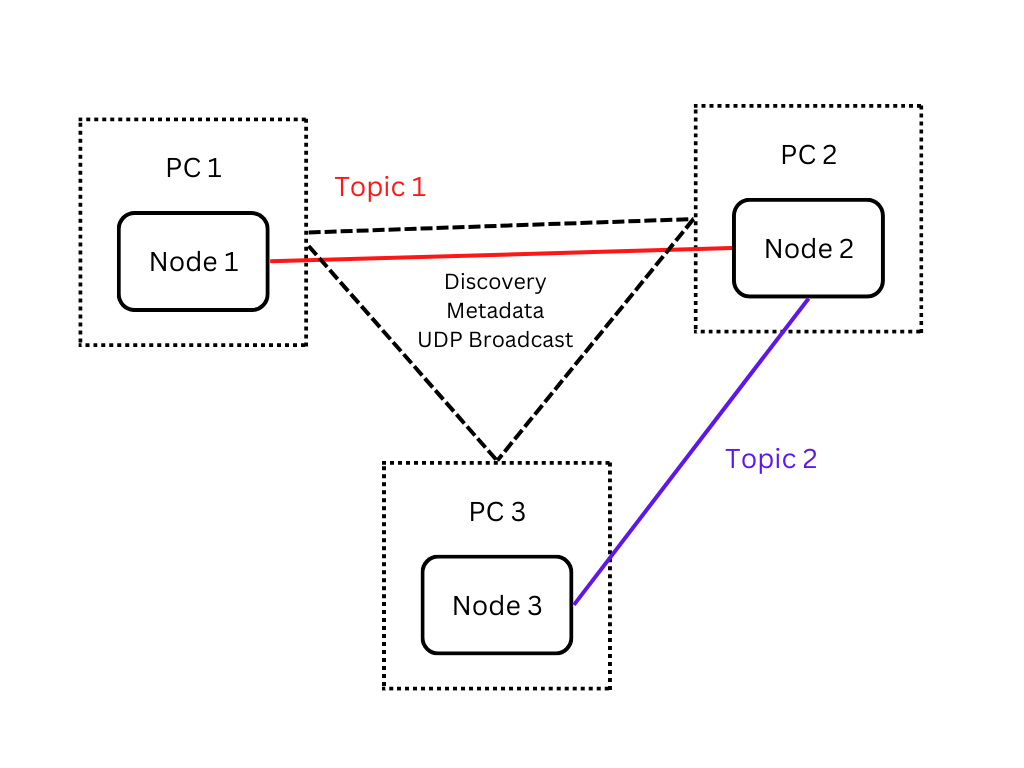 PC 1
Node 1
Topic 1
PC 2
Node 2
Discovery
Metadata
UDP Broadcast
Topic 2
PC 3
Node 3